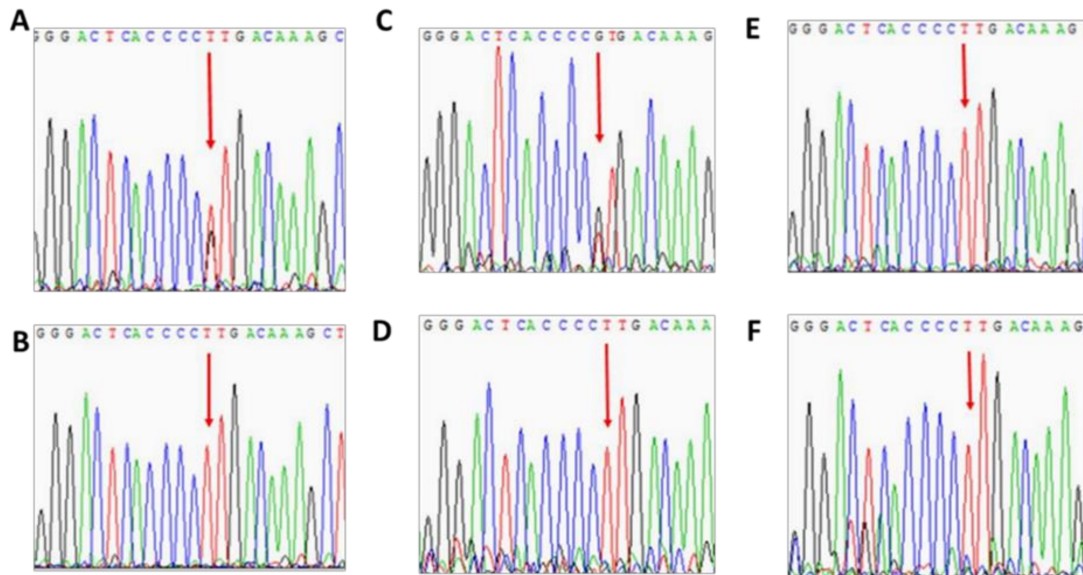 A
GGGACTCACCCCTTGACAAAGC
C
GGGACTCACCCCGTGACAAAG
E
GGGACTCACCCCTTGACAAAG
B
GGGACTCACCCCTTGACAAAGCT
D
GGGACTCACCCCTTGACAAA
F
GGGACTCACCCCTTGACAAAG